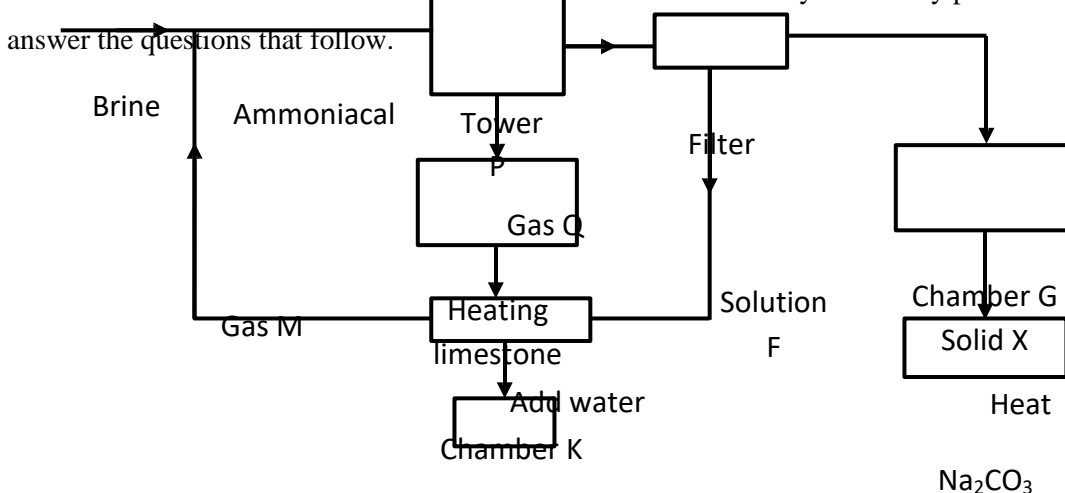 answer the questions that follow.
Brine
Ammoniacal
Tower
P
Filter
Gas Q
Chamber G
Solution
F
Heating
limestone
Gas M
Solid X
Add water
Heat
Chamber K
Na₂CO₃